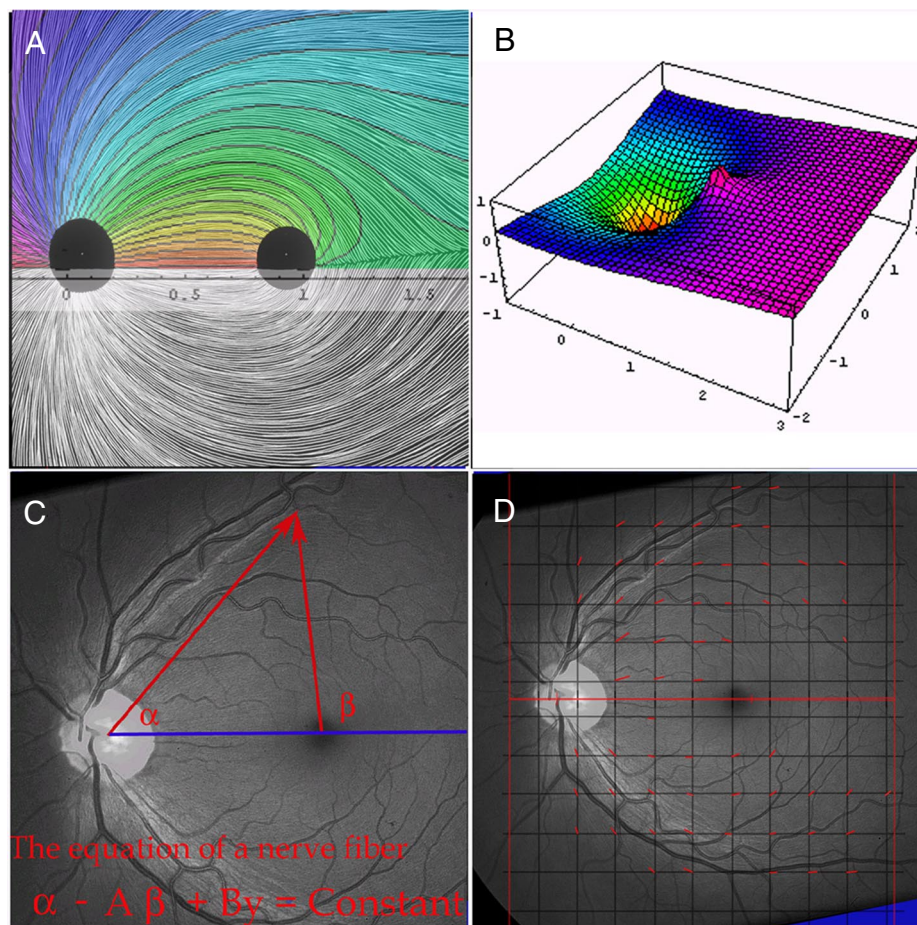 A
0
0.5
1
1.5
B
1
0
-1
-1
0
1
2
3
-2
-1
0
1
C
α
β
The equation of a nerve fiber
α - A β + By = Constant
D